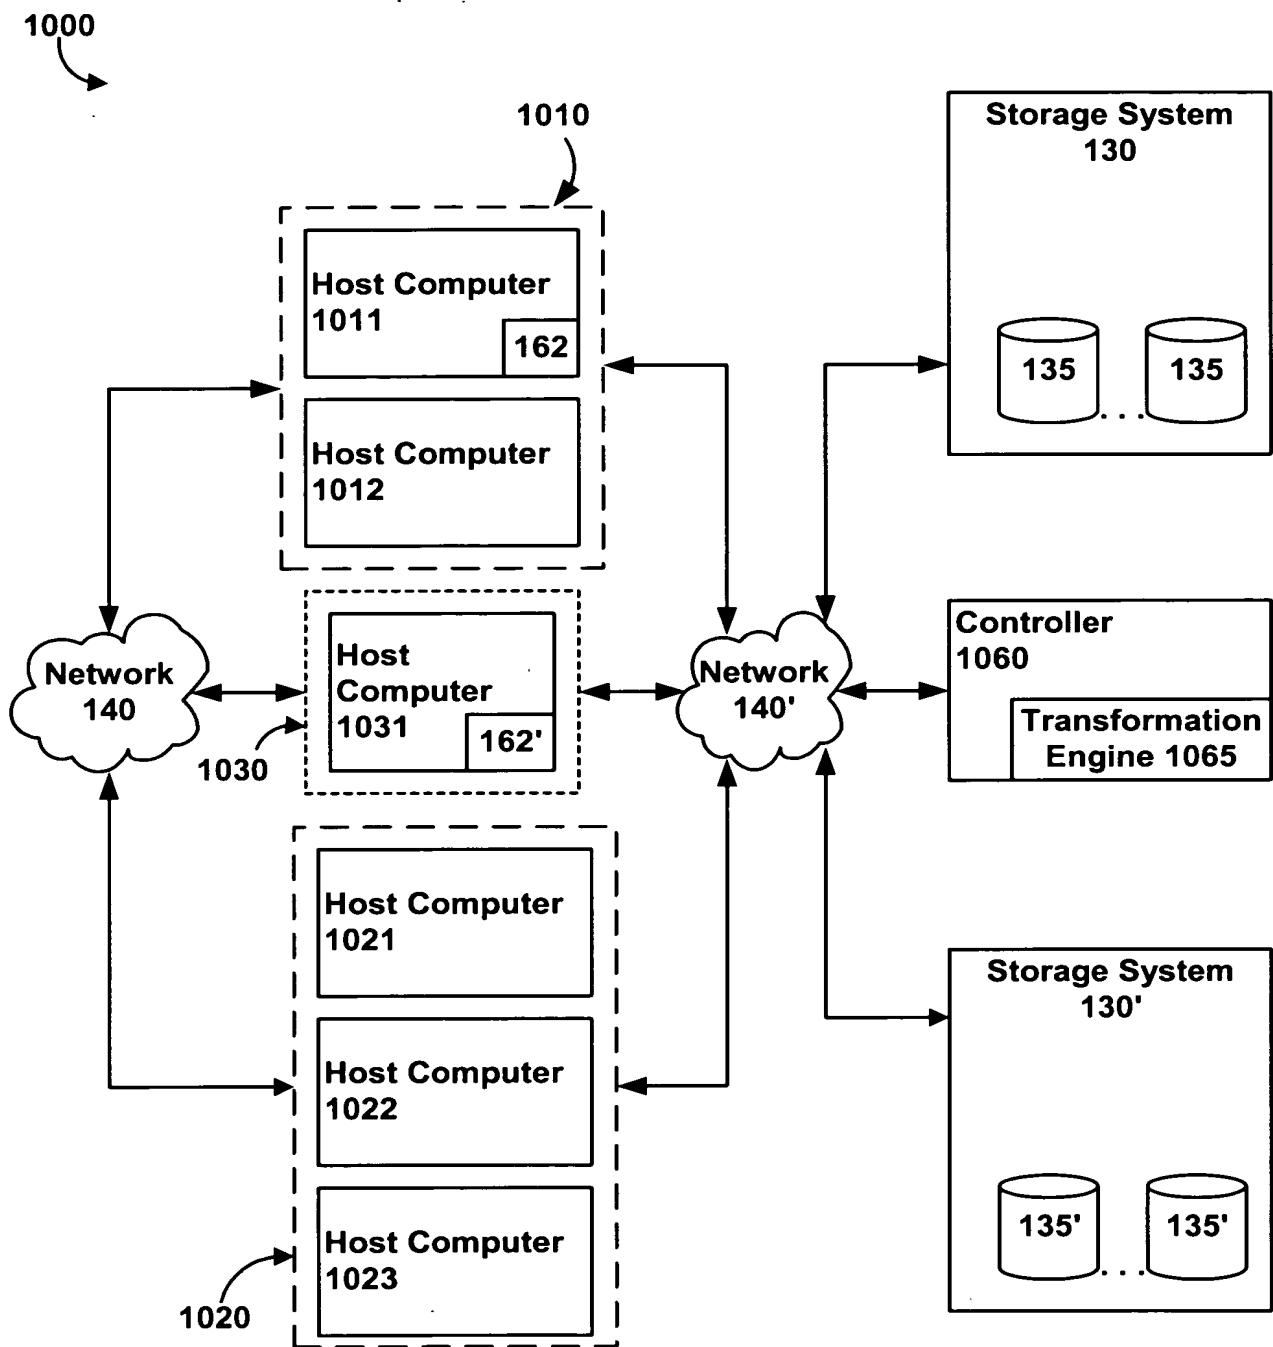 1000
1010
Storage System
130
135
135
...
Host Computer
1011
162
Host Computer
1012
Network
140
Host
Computer
1031
162'
1030
Network
140'
Controller
1060
Transformation
Engine 1065
Host Computer
1021
Host Computer
1022
Host Computer
1023
1020
Storage System
130'
135'
135'
...